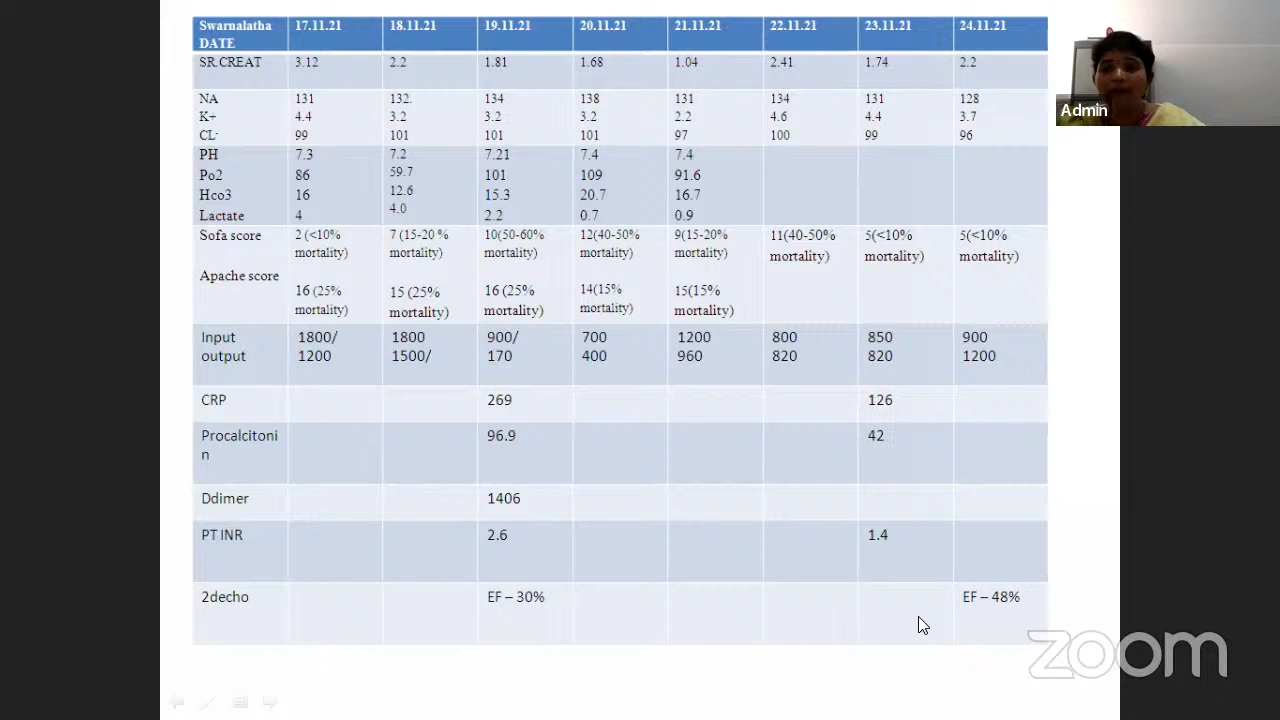 Swarnalatha 17.11.21 18.11.21 19.11.21 20.11.21 21.11.21 22.11.21 23.11.21 24.11.21
DATE
SR.CREAT 3.12 2.2 1.81 1.68 1.04 2.41 1.74 2.2
NA 131 132. 134 138 131 134 131 128
K+ 4.4 3.2 3.2 3.2 2.2 4.6 4.4 3.7
CL- 99 101 101 101 97 100 99 96
PH 7.3 7.2 7.21 7.4 7.4
Po2 86 59.7 101 109 91.6
Hco3 16 12.6 15.3 20.7 16.7
Lactate 4 4.0 2.2 0.7 0.9
Sofa score 2 (<10% 7 (15-20 % 10(50-60% 12(40-50% 9(15-20% 11(40-50% 5(<10% 5(<10%
mortality) mortality) mortality) mortality) mortality) mortality) mortality) mortality)
Apache score 16 (25% 15 (25% 16 (25% 14(15% 15(15%
mortality) mortality) mortality) mortality) mortality)
Input 1800/ 1800 900/ 700 1200 800 850 900
output 1200 1500/ 170 400 960 820 820 1200
CRP 269 126
Procalcitoni 96.9 42
n
Ddimer 1406
PT INR 2.6 1.4
2decho EF – 30% EF – 48%
Admin
zoom